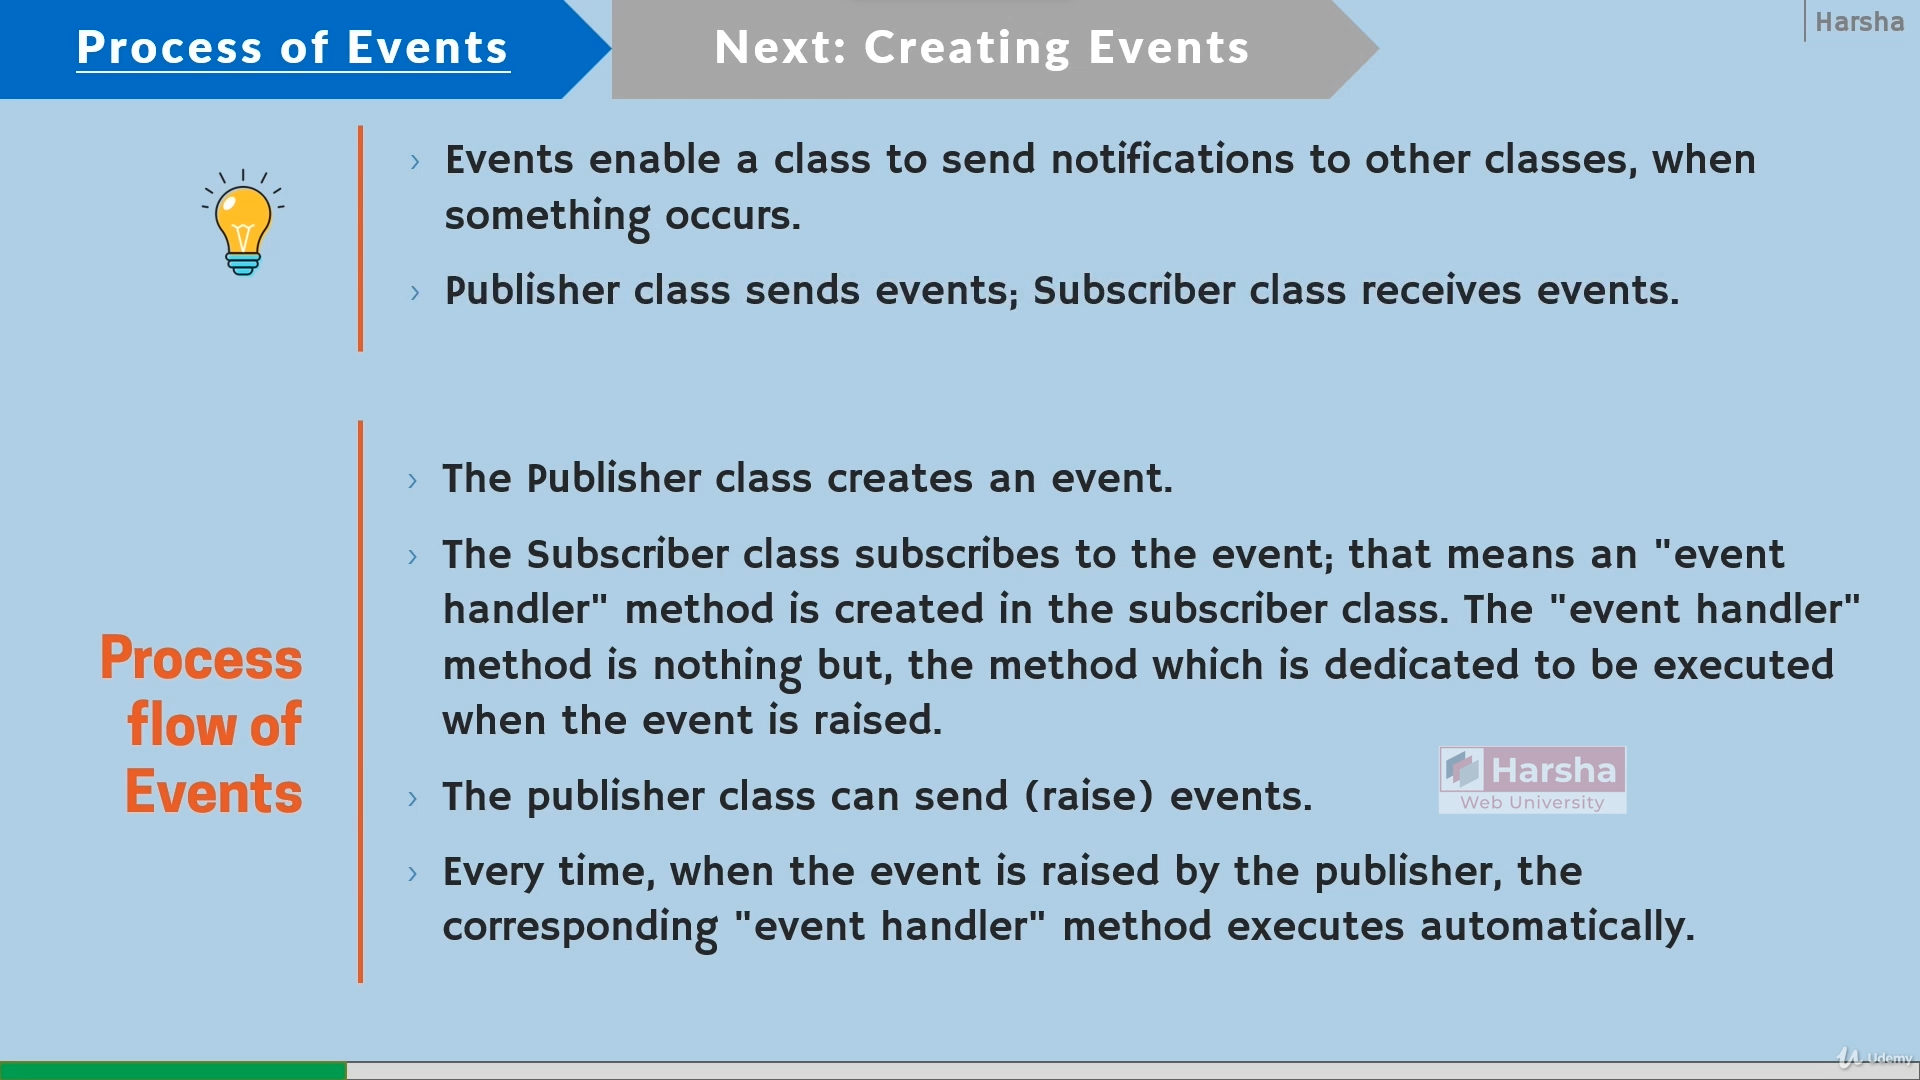 Process of Events
Next: Creating Events
Harsha
› Events enable a class to send notifications to other classes, when
something occurs.
› Publisher class sends events; Subscriber class receives events.
Process
flow of
Events
› The Publisher class creates an event.
› The Subscriber class subscribes to the event; that means an "event
handler" method is created in the subscriber class. The "event handler"
method is nothing but, the method which is dedicated to be executed
when the event is raised.
› The publisher class can send (raise) events.
› Every time, when the event is raised by the publisher, the
corresponding "event handler" method executes automatically.
Harsha
Web University
Udemy